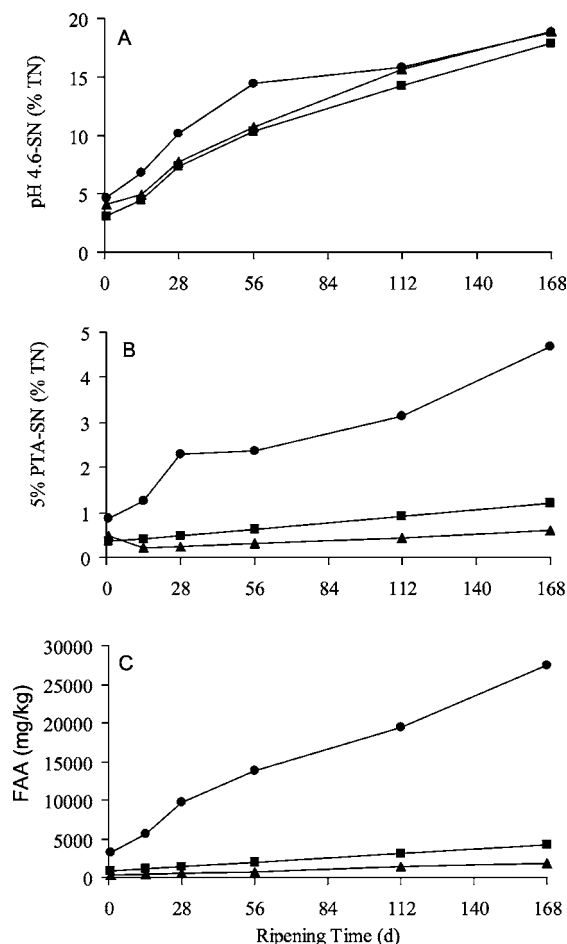 A
20
15
10
5
0
pH 4.6-SN (% TN)
0 28 56 84 112 140 168
B
5
4
3
2
1
0
5% PTA-SN (% TN)
0 28 56 84 112 140 168
C
30000
25000
20000
15000
10000
5000
0
FAA (mg/kg)
0 28 56 84 112 140 168
Ripening Time (d)